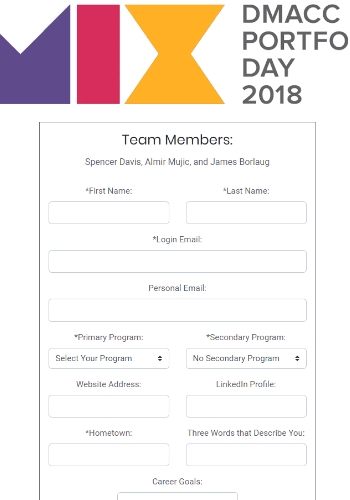 DMACC
PORTFO
DAY
2018
Team Members:
Spencer Davis, Almir Mujic, and James Borlaug
*First Name: *Last Name:
*Login Email:
Personal Email:
*Primary Program: *Secondary Program:
Select Your Program No Secondary Program
Website Address: LinkedIn Profile:
*Hometown: Three Words that Describe You:
Career Goals: